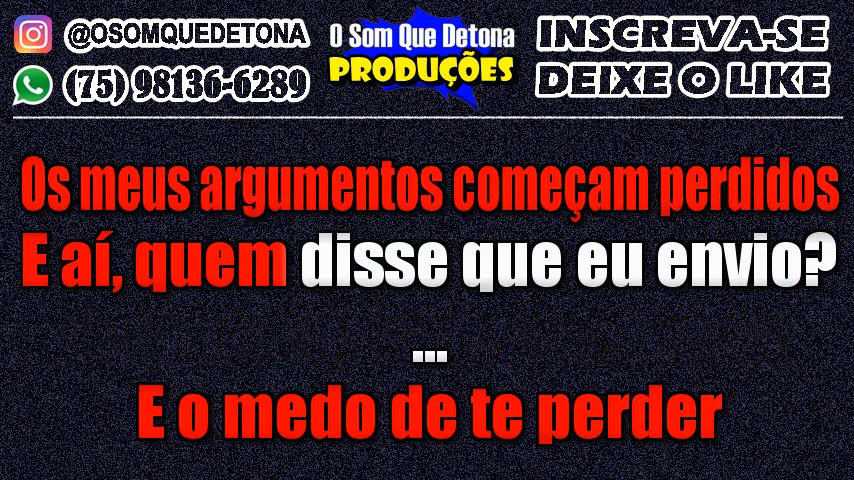 @OSOMQUEDETONA
(75) 98136-6289
O Som Que Detona
PRODUÇÕES
INSCREVA-SE
DEIXE O LIKE
Os meus argumentos começam perdidos
E aí, quem disse que eu envio?
...
E o medo de te perder